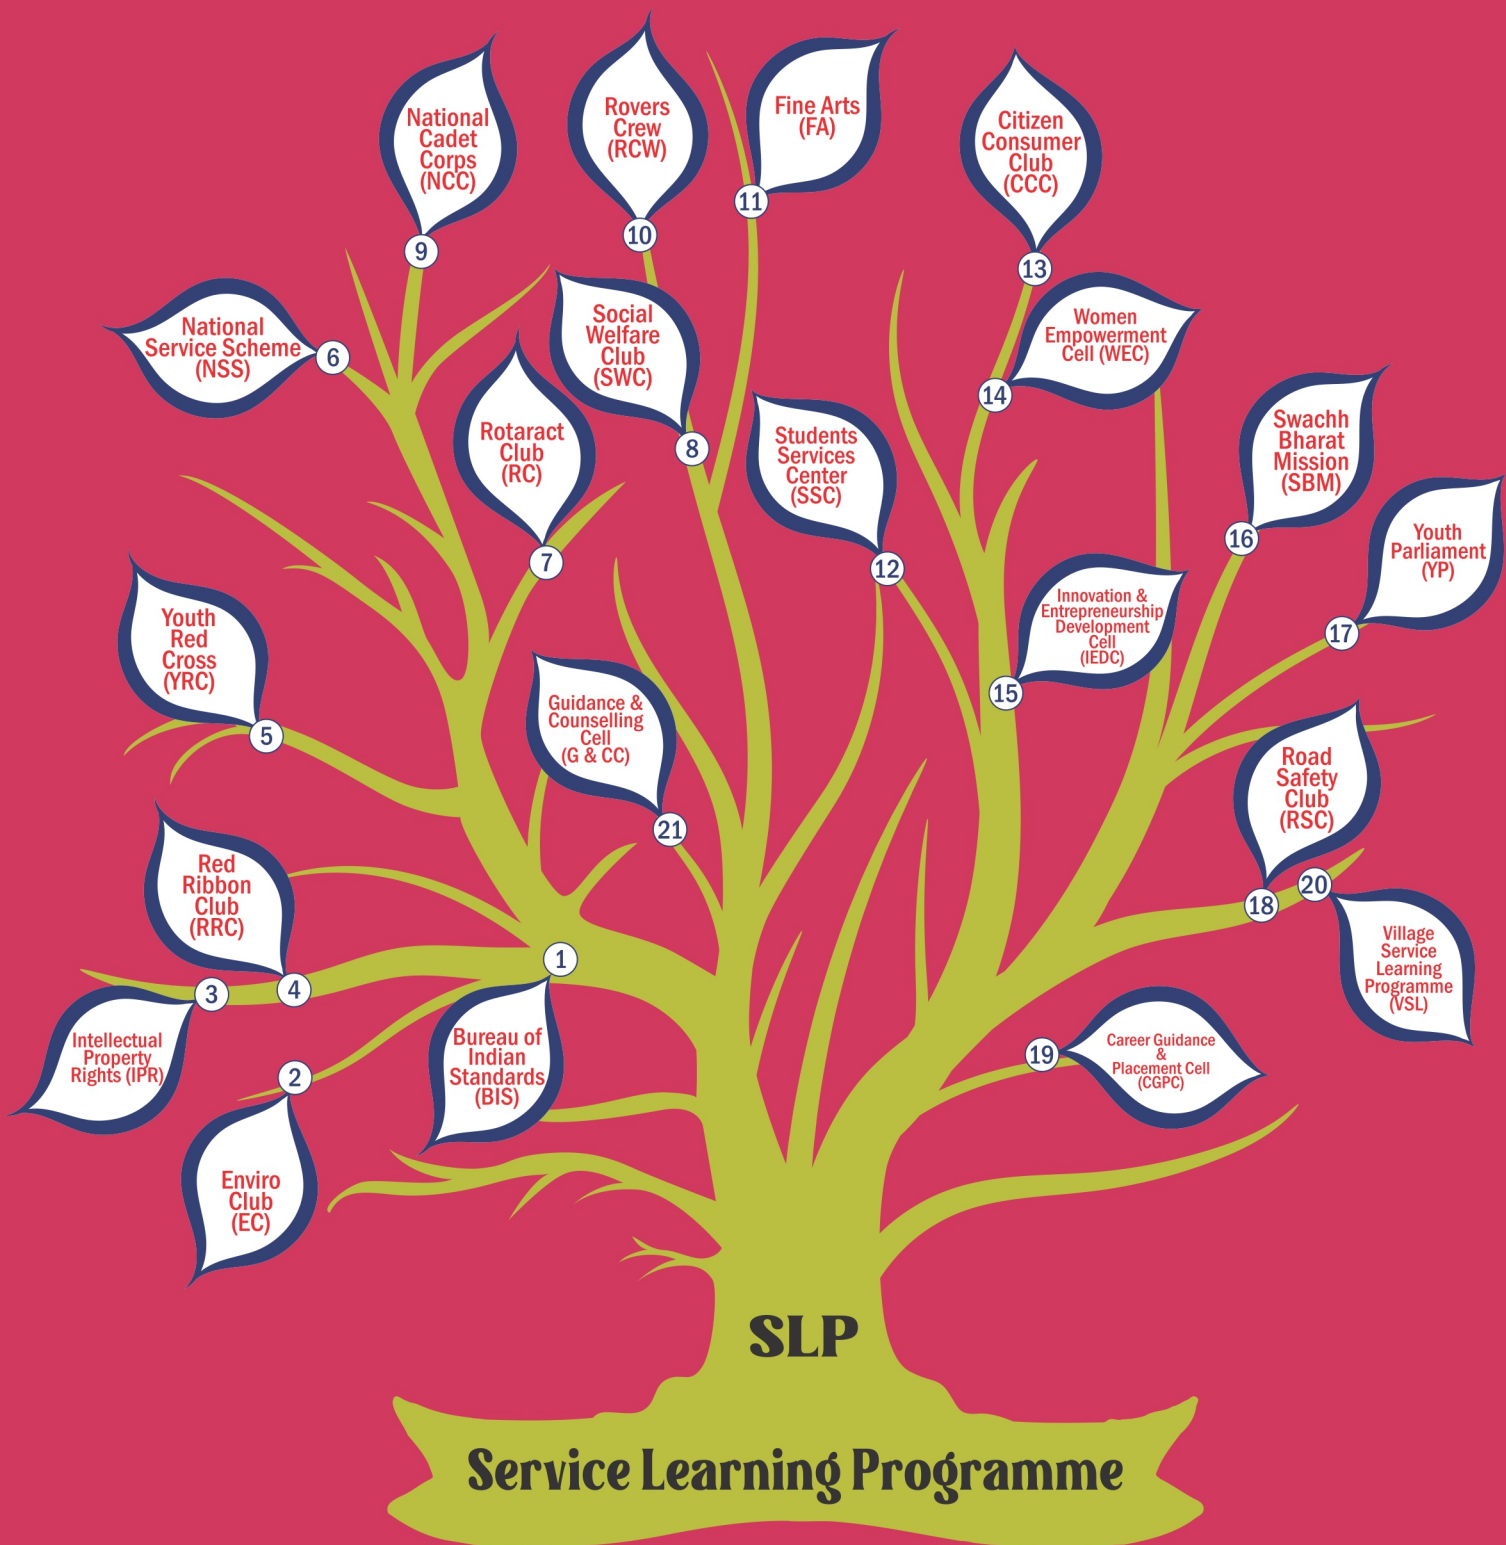 1
Bureau of
Indian
Standards
(BIS)
2
Enviro
Club
(EC)
3
Intellectual
Property
Rights (IPR)
4
Red
Ribbon
Club
(RRC)
5
Youth
Red
Cross
(YRC)
6
National
Service Scheme
(NSS)
7
Rotaract
Club
(RC)
8
Social
Welfare
Club
(SWC)
9
National
Cadet
Corps
(NCC)
10
Rovers
Crew
(RCW)
11
Fine Arts
(FA)
12
Students
Services
Center
(SSC)
13
Citizen
Consumer
Club
(CCC)
14
Women
Empowerment
Cell (WEC)
15
Innovation &
Entrepreneurship
Development
Cell
(IEDC)
16
Swachh
Bharat
Mission
(SBM)
17
Youth
Parliament
(YP)
18
Road
Safety
Club
(RSC)
19
Career Guidance
&
Placement Cell
(CGPC)
20
Village
Service
Learning
Programme
(VSL)
21
Guidance &
Counselling
Cell
(G & CC)
SLP
Service Learning Programme